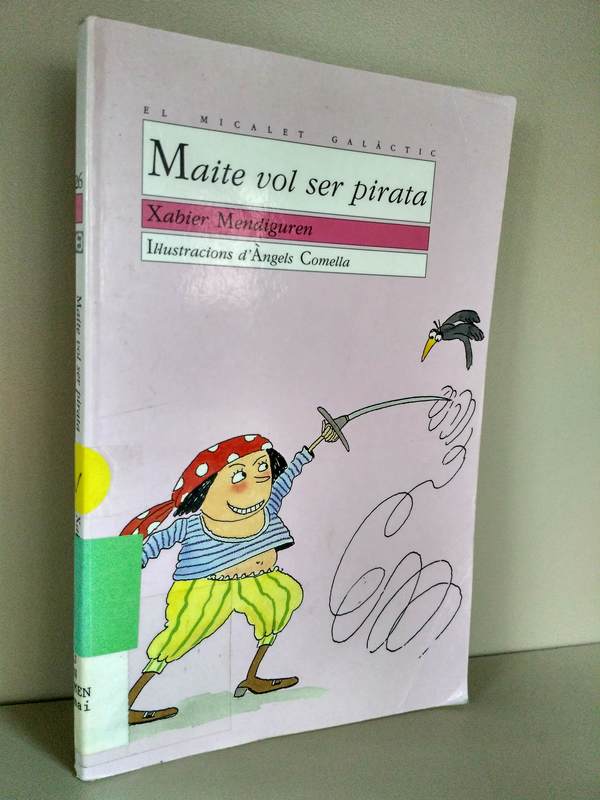 EL MICALET GALÀCTIC
Maite vol ser pirata
Xabier Mendiguren
Il·lustracions d'Àngels Comella
Maite vol ser pirata